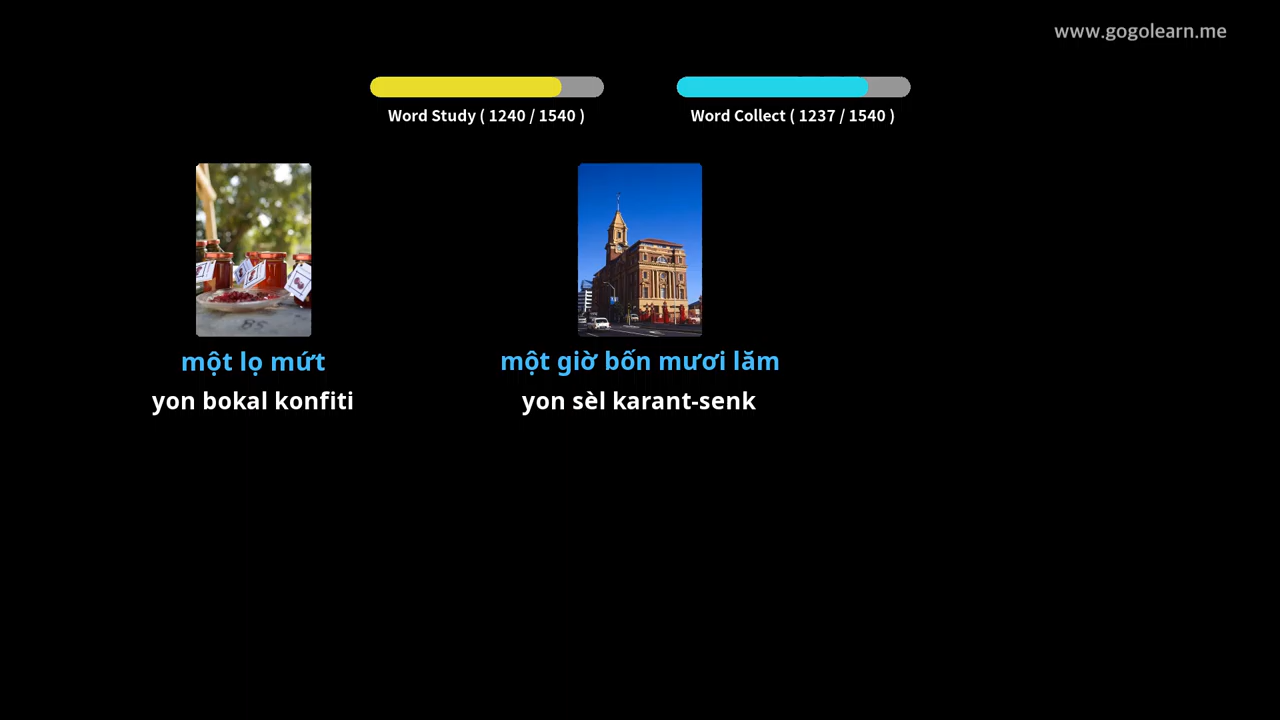 www.gogolearn.me
Word Study ( 1240 / 1540 )
Word Collect ( 1237 / 1540 )
một lọ mứt
yon bokal konfiti
một giờ bốn mươi lăm
yon sèl karant-senk